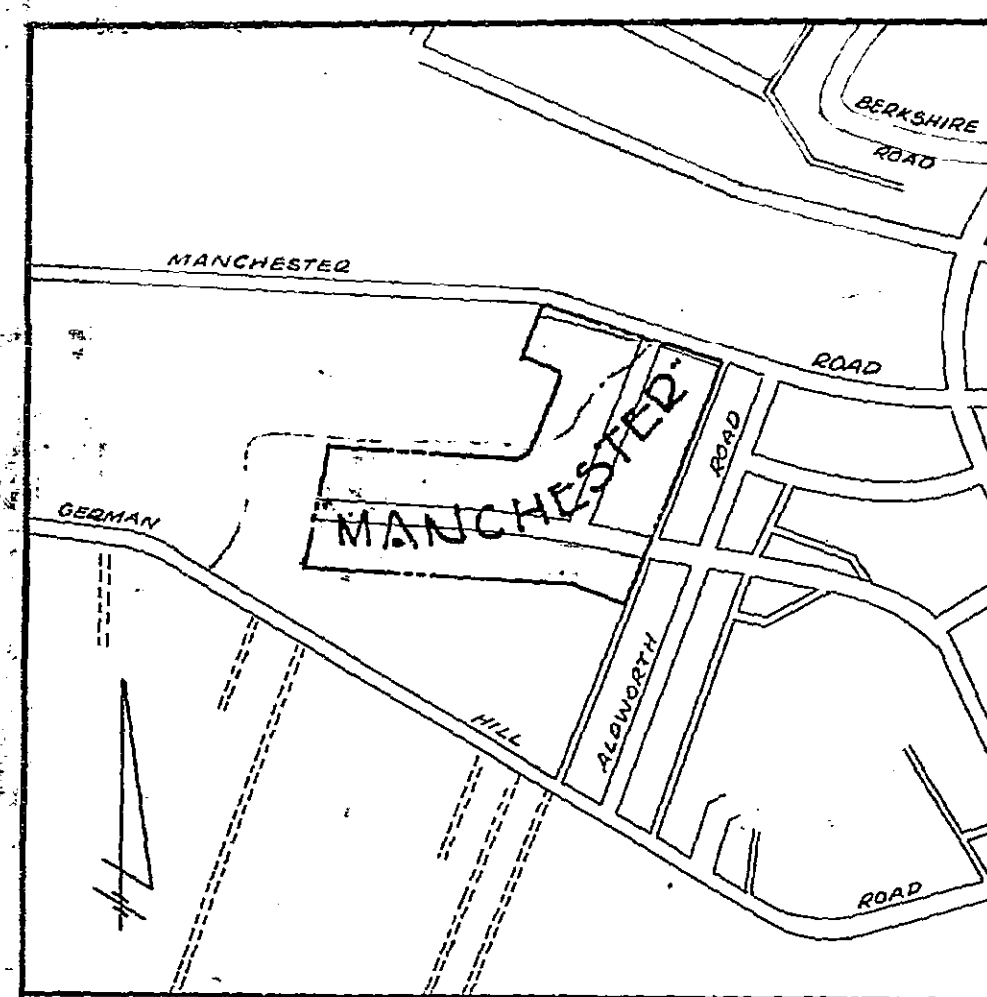 BERKSHIRE
ROAD
MANCHESTER
ROAD
MANCHESTER
ROAD
GERMAN
ALDWORTH
HILL
ROAD